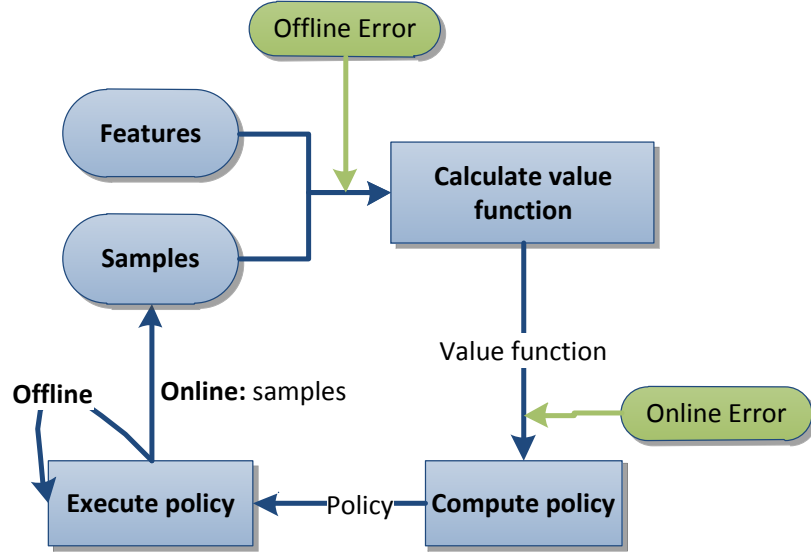 Offline Error
Features
Calculate value
function
Samples
Value function
Offline
Online: samples
Online Error
Execute policy
Policy
Compute policy